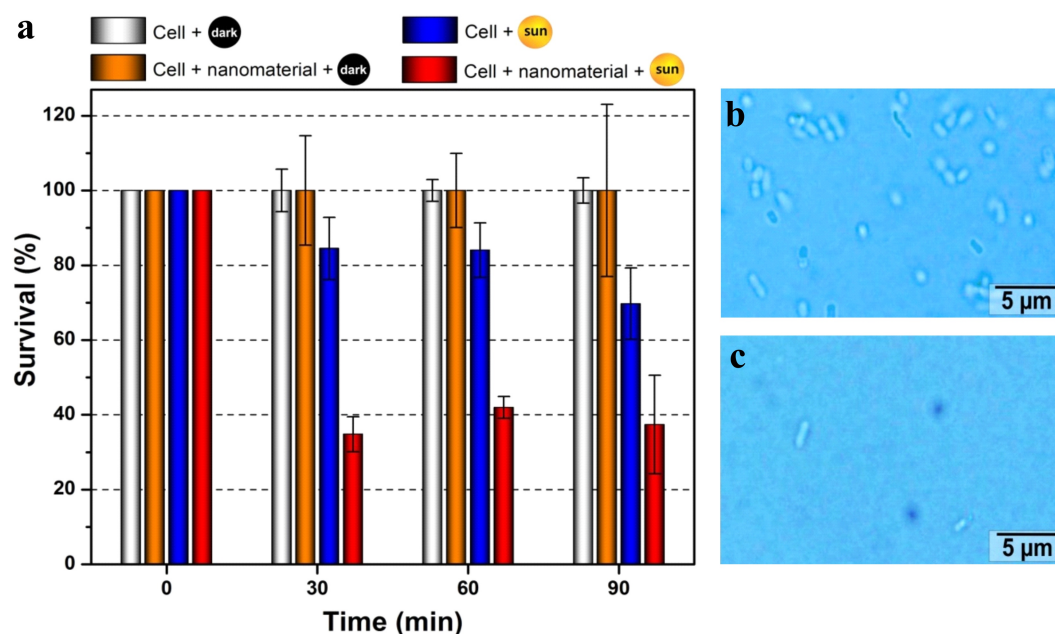 a
Cell + dark
Cell + sun
Cell + nanomaterial + dark
Cell + nanomaterial + sun
120
100
80
60
40
20
0
Survival (%)
0 30 60 90
Time (min)
b
5 µm
c
5 µm